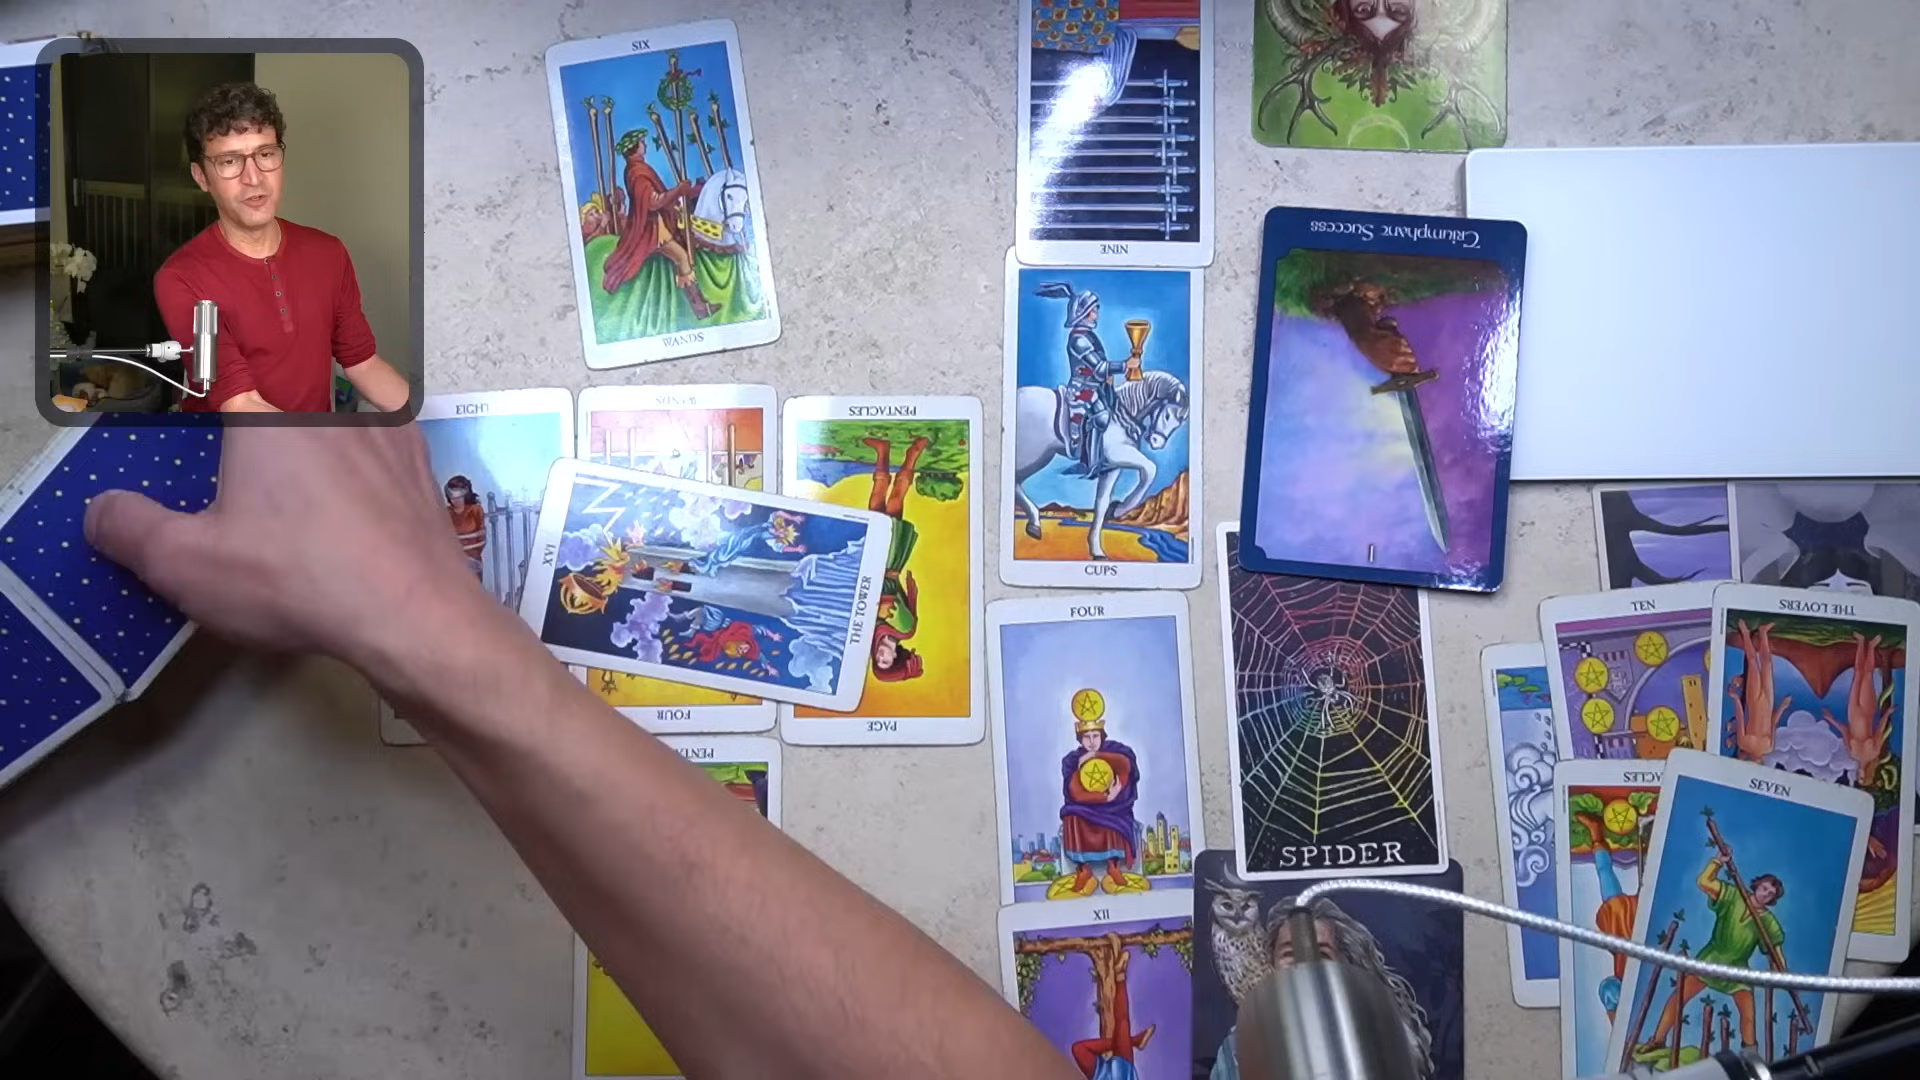 SIX
WANDS
NINE
Triumphant Success
I
EIGHT
WANDS
PENTACLES
XVI
THE TOWER
FOUR
PAGE
CUPS
FOUR
SPIDER
TEN
THE LOVERS
SEVEN
XII